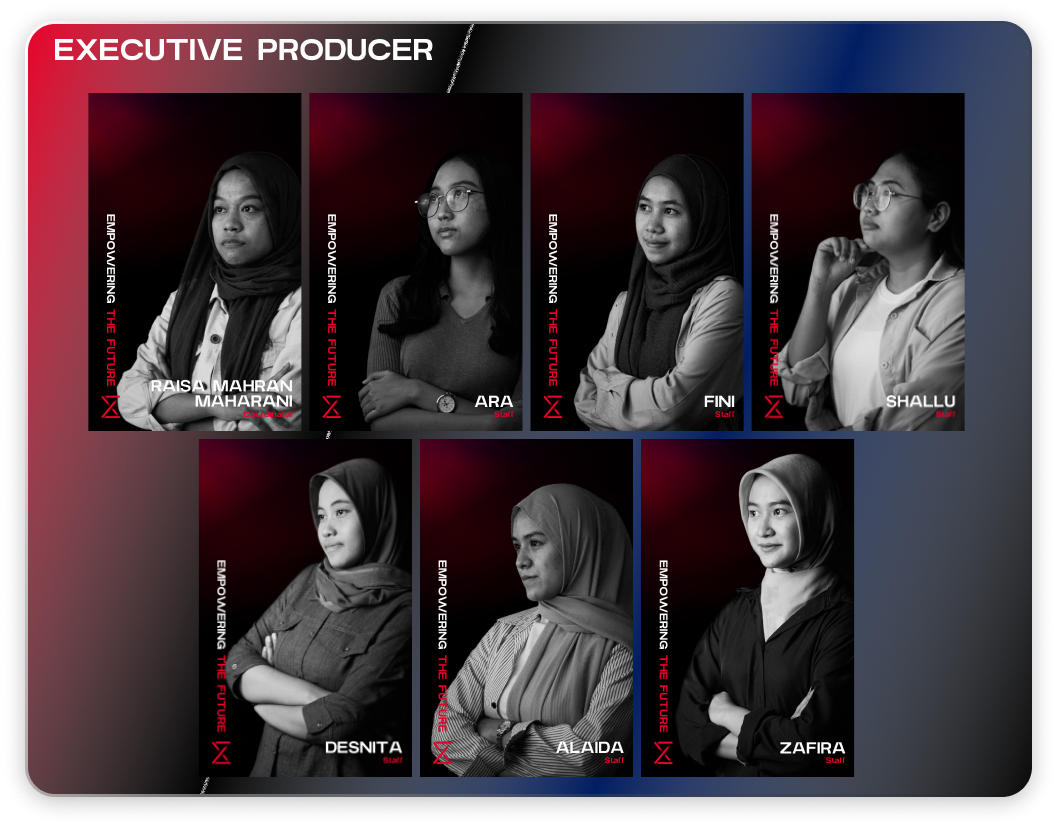 EXECUTIVE PRODUCER
EMPOWERING THE FUTURE
RAISA MAHRAN
MAHARANI
EMPOWERING THE FUTURE
ARA
Staff
EMPOWERING THE FUTURE
FINI
Staff
EMPOWERING THE FUTURE
SHALLU
Staff
EMPOWERING THE FUTURE
DESNITA
Staff
EMPOWERING THE FUTURE
ALAIDA
Staff
EMPOWERING THE FUTURE
ZAFIRA
Staff